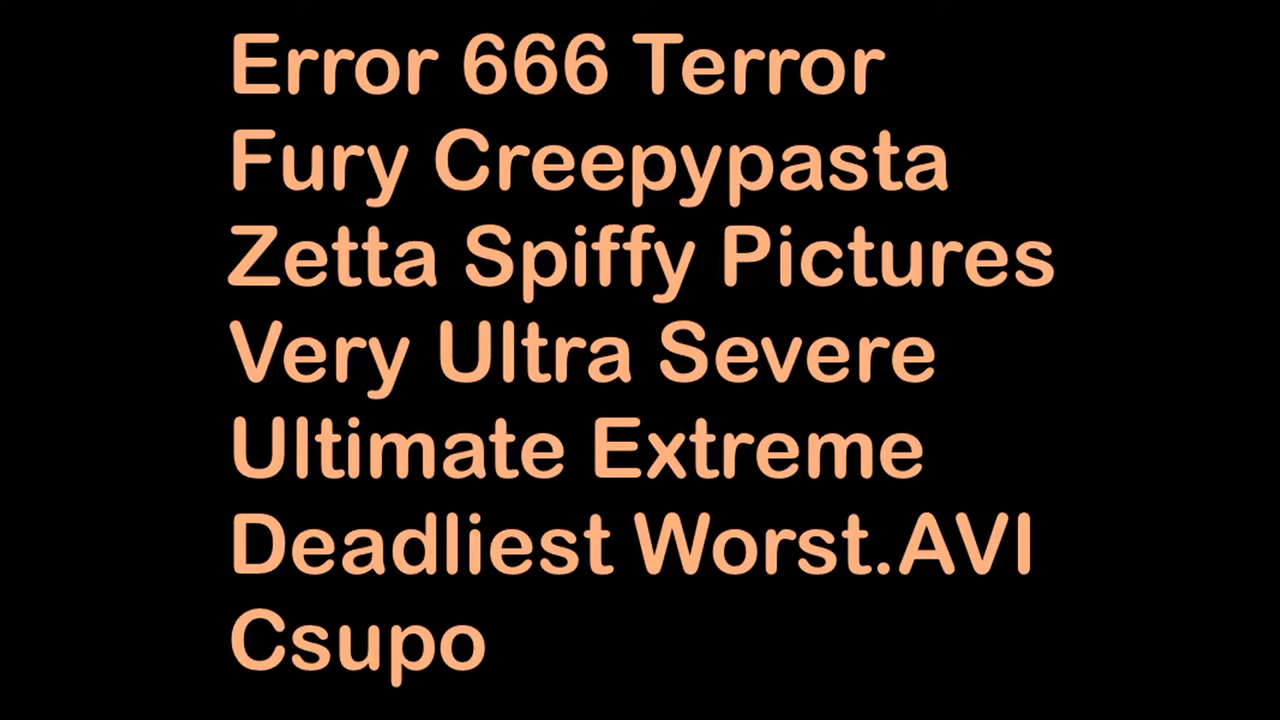 Error 666 Terror
Fury Creepypasta
Zetta Spiffy Pictures
Very Ultra Severe
Ultimate Extreme
Deadliest Worst.AVI
Csupo